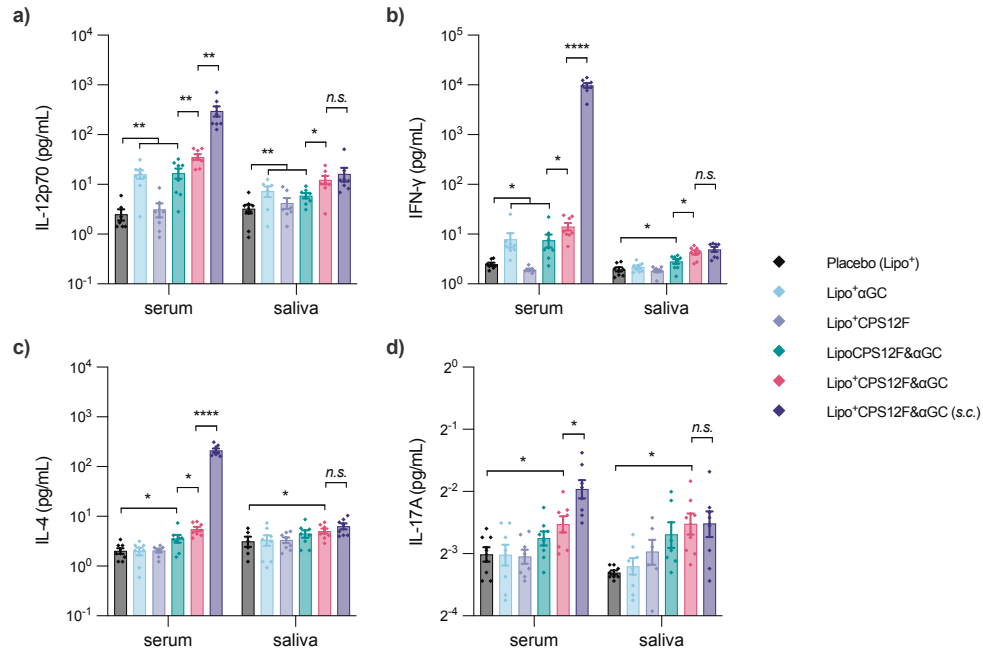 a)
IL-12p70 (pg/mL)
10⁴
10³
10²
10¹
10⁰
10⁻¹
** ** ** ** * n.s.
serum saliva
b)
IFN-γ (pg/mL)
10⁵
10⁴
10³
10²
10¹
10⁰
* * **** * * n.s.
serum saliva
c)
IL-4 (pg/mL)
10⁴
10³
10²
10¹
10⁰
10⁻¹
* * **** * n.s.
serum saliva
d)
IL-17A (pg/mL)
2⁰
2⁻¹
2⁻²
2⁻³
2⁻⁴
* * * n.s.
serum saliva
Placebo (Lipo⁺)
Lipo⁺αGC
Lipo⁺CPS12F
LipoCPS12F&αGC
Lipo⁺CPS12F&αGC
Lipo⁺CPS12F&αGC (s.c.)